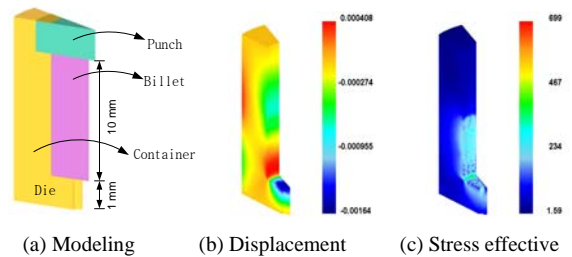 Punch
Billet
10 mm
Container
Die
1 mm
0.000408
-0.000274
-0.000955
-0.00164
699
467
234
1.59
(a) Modeling (b) Displacement (c) Stress effective